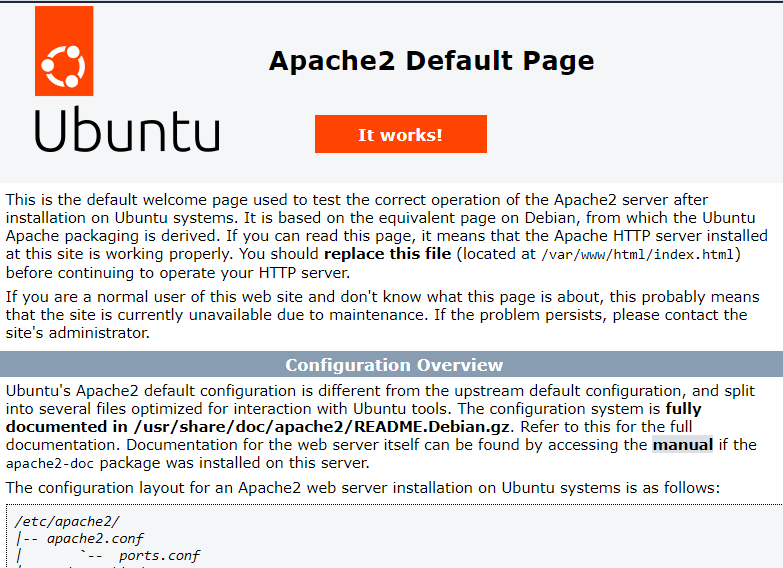 Apache2 Default Page
Ubuntu
It works!
This is the default welcome page used to test the correct operation of the Apache2 server after
installation on Ubuntu systems. It is based on the equivalent page on Debian, from which the Ubuntu
Apache packaging is derived. If you can read this page, it means that the Apache HTTP server installed
at this site is working properly. You should replace this file (located at /var/www/html/index.html)
before continuing to operate your HTTP server.
If you are a normal user of this web site and don't know what this page is about, this probably means
that the site is currently unavailable due to maintenance. If the problem persists, please contact the
site's administrator.
Configuration Overview
Ubuntu's Apache2 default configuration is different from the upstream default configuration, and split
into several files optimized for interaction with Ubuntu tools. The configuration system is fully
documented in /usr/share/doc/apache2/README.Debian.gz. Refer to this for the full
documentation. Documentation for the web server itself can be found by accessing the manual if the
apache2-doc package was installed on this server.
The configuration layout for an Apache2 web server installation on Ubuntu systems is as follows:
/etc/apache2/
|-- apache2.conf
|       `--  ports.conf